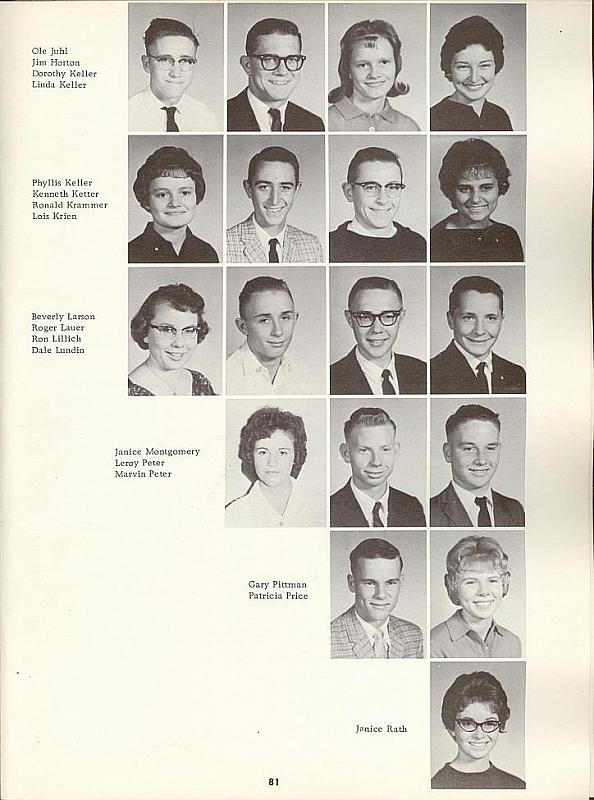 Ole Juhl
Jim Horton
Dorothy Keller
Linda Keller
Phyllis Keller
Kenneth Ketter
Ronald Krammer
Lois Krien
Beverly Larson
Roger Lauer
Ron Lillich
Dale Lundin
Janice Montgomery
Leroy Peter
Marvin Peter
Gary Pittman
Patricia Price
Janice Rath
81